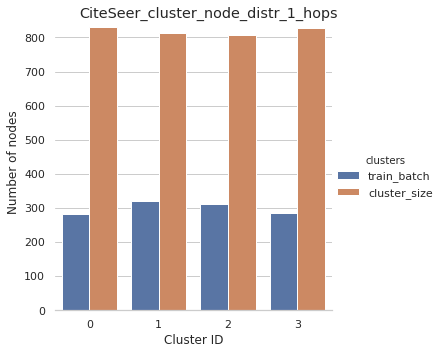 CiteSeer_cluster_node_distr_1_hops
800
700
600
500
400
300
200
100
0
Number of nodes
0 1 2 3
Cluster ID
clusters
train_batch
cluster_size